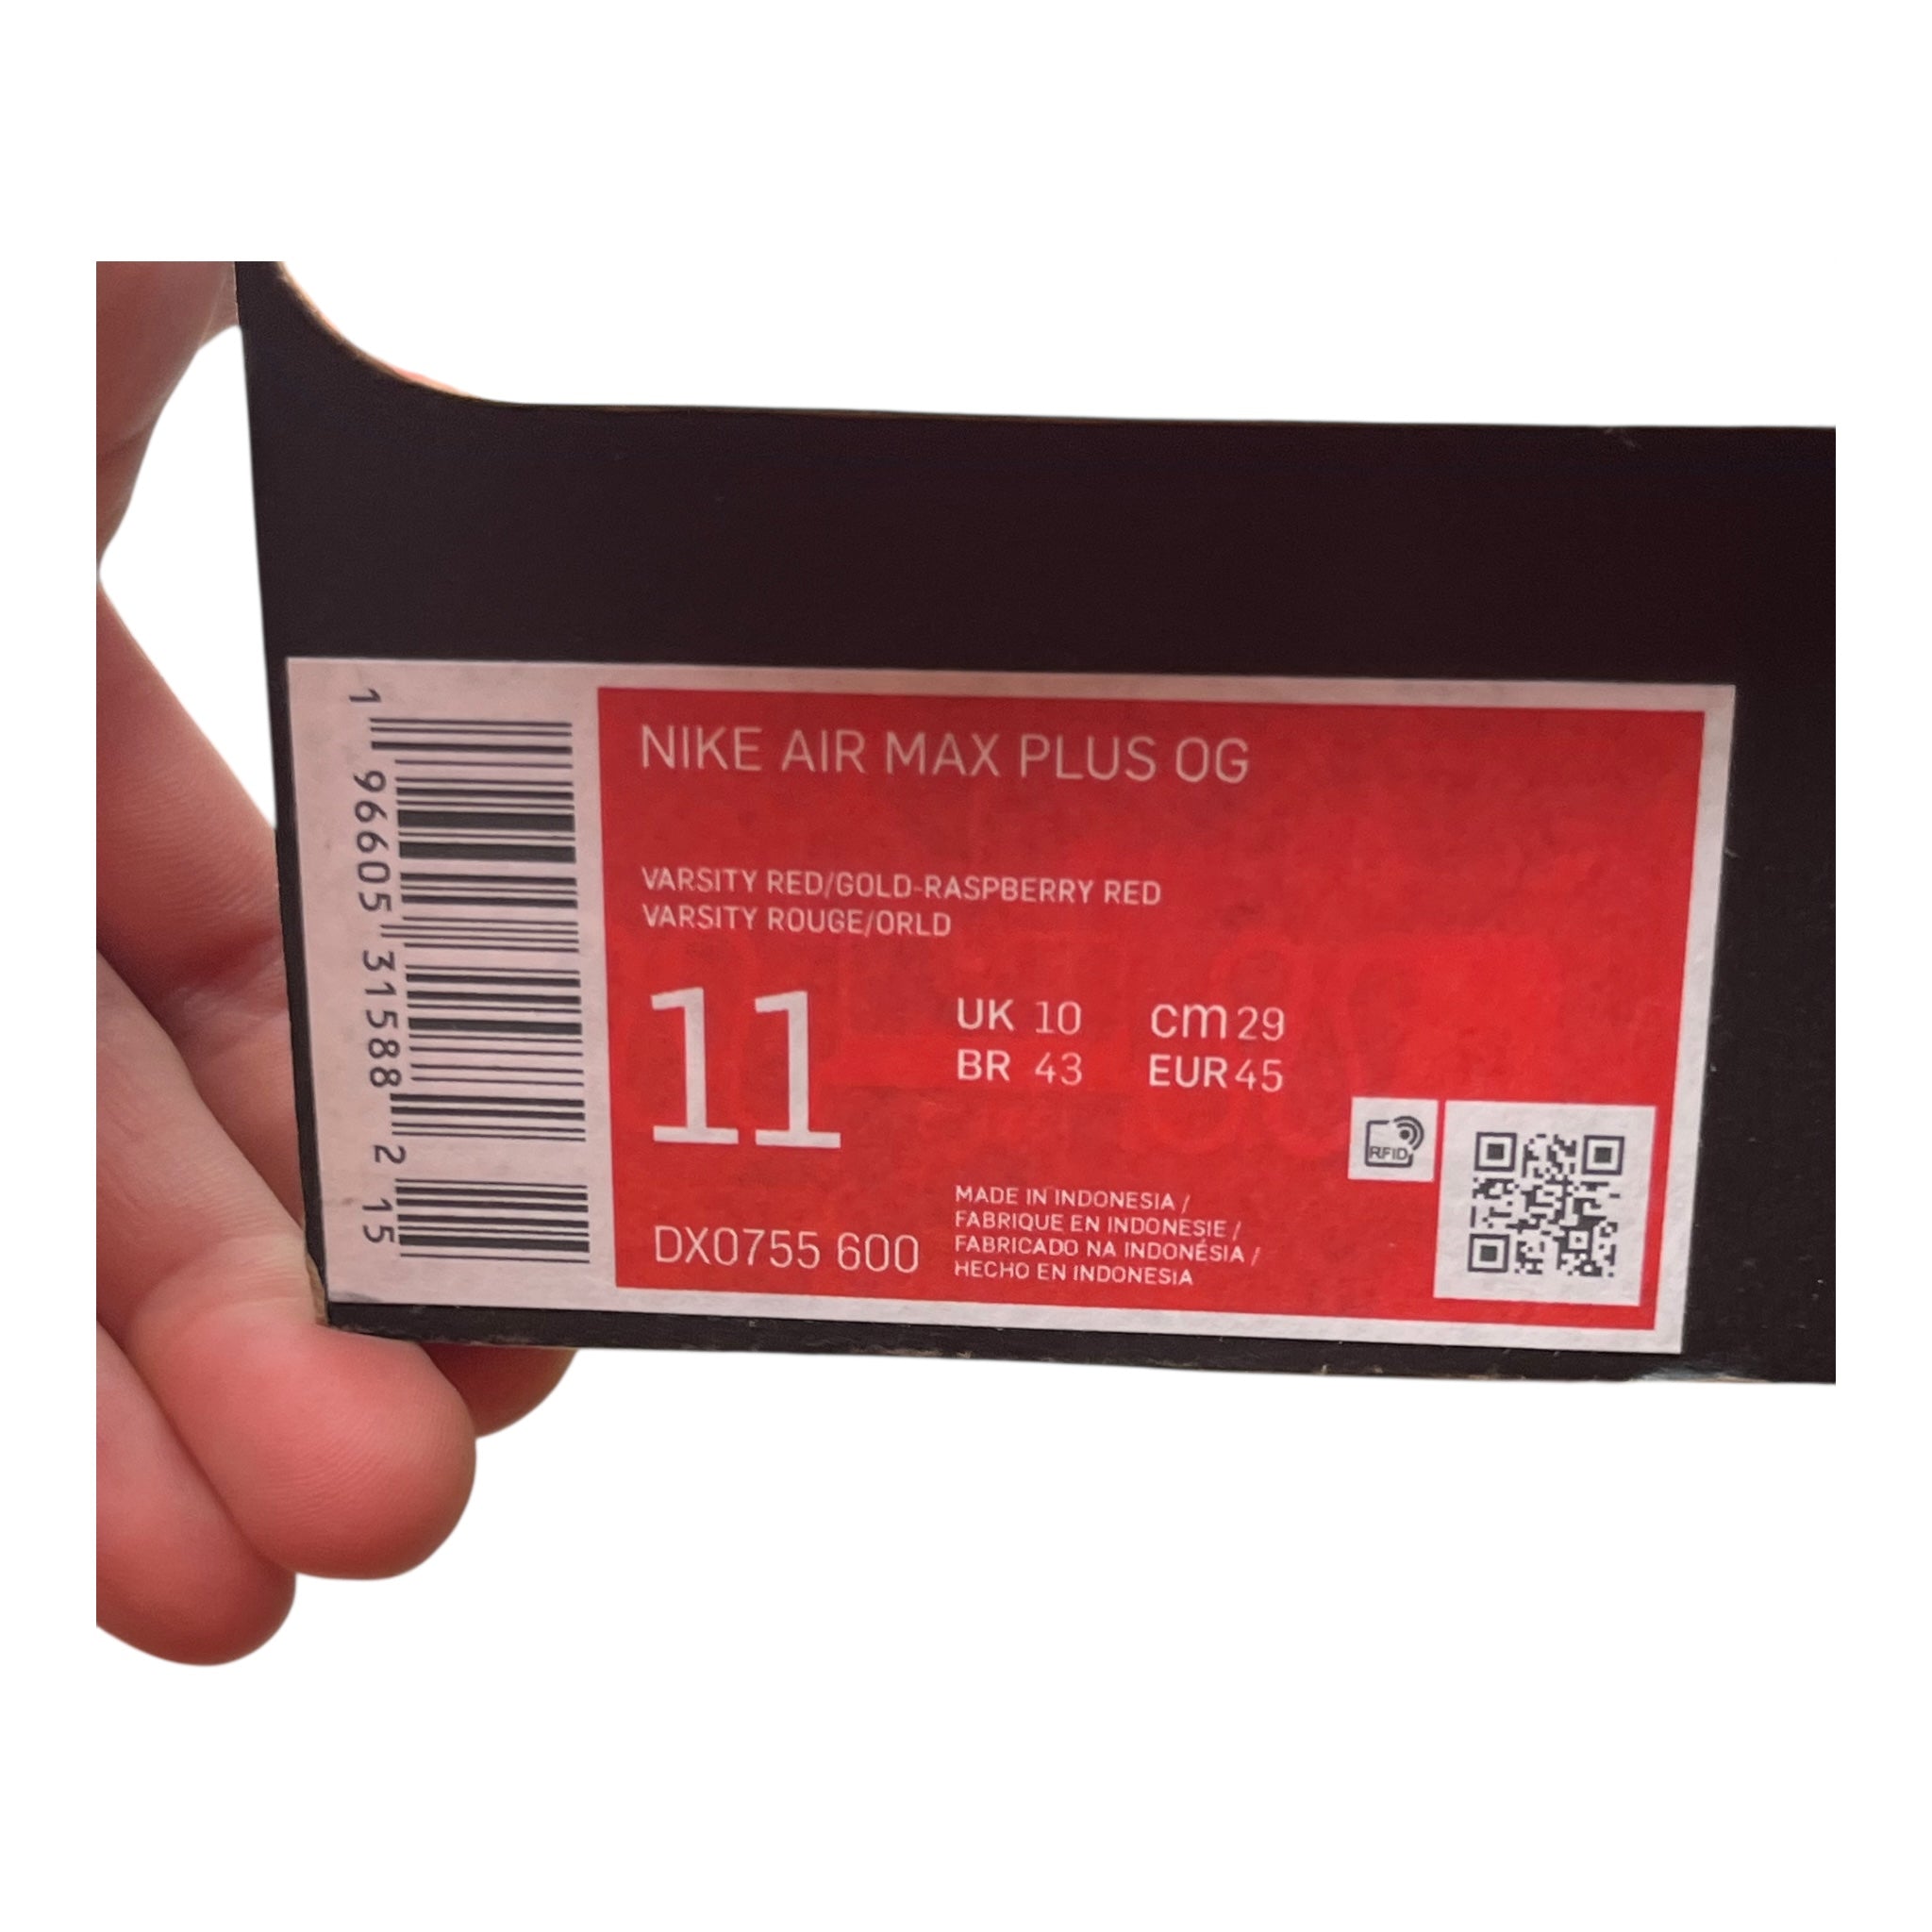 1 96605 31588 2 15
NIKE AIR MAX PLUS OG
VARSITY RED/GOLD-RASPBERRY RED
VARSITY ROUGE/ORLD
11
UK 10 cm 29
BR 43 EUR 45
RFID
DX0755 600
MADE IN INDONESIA /
FABRIQUE EN INDONESIE /
FABRICADO NA INDONÉSIA /
HECHO EN INDONESIA